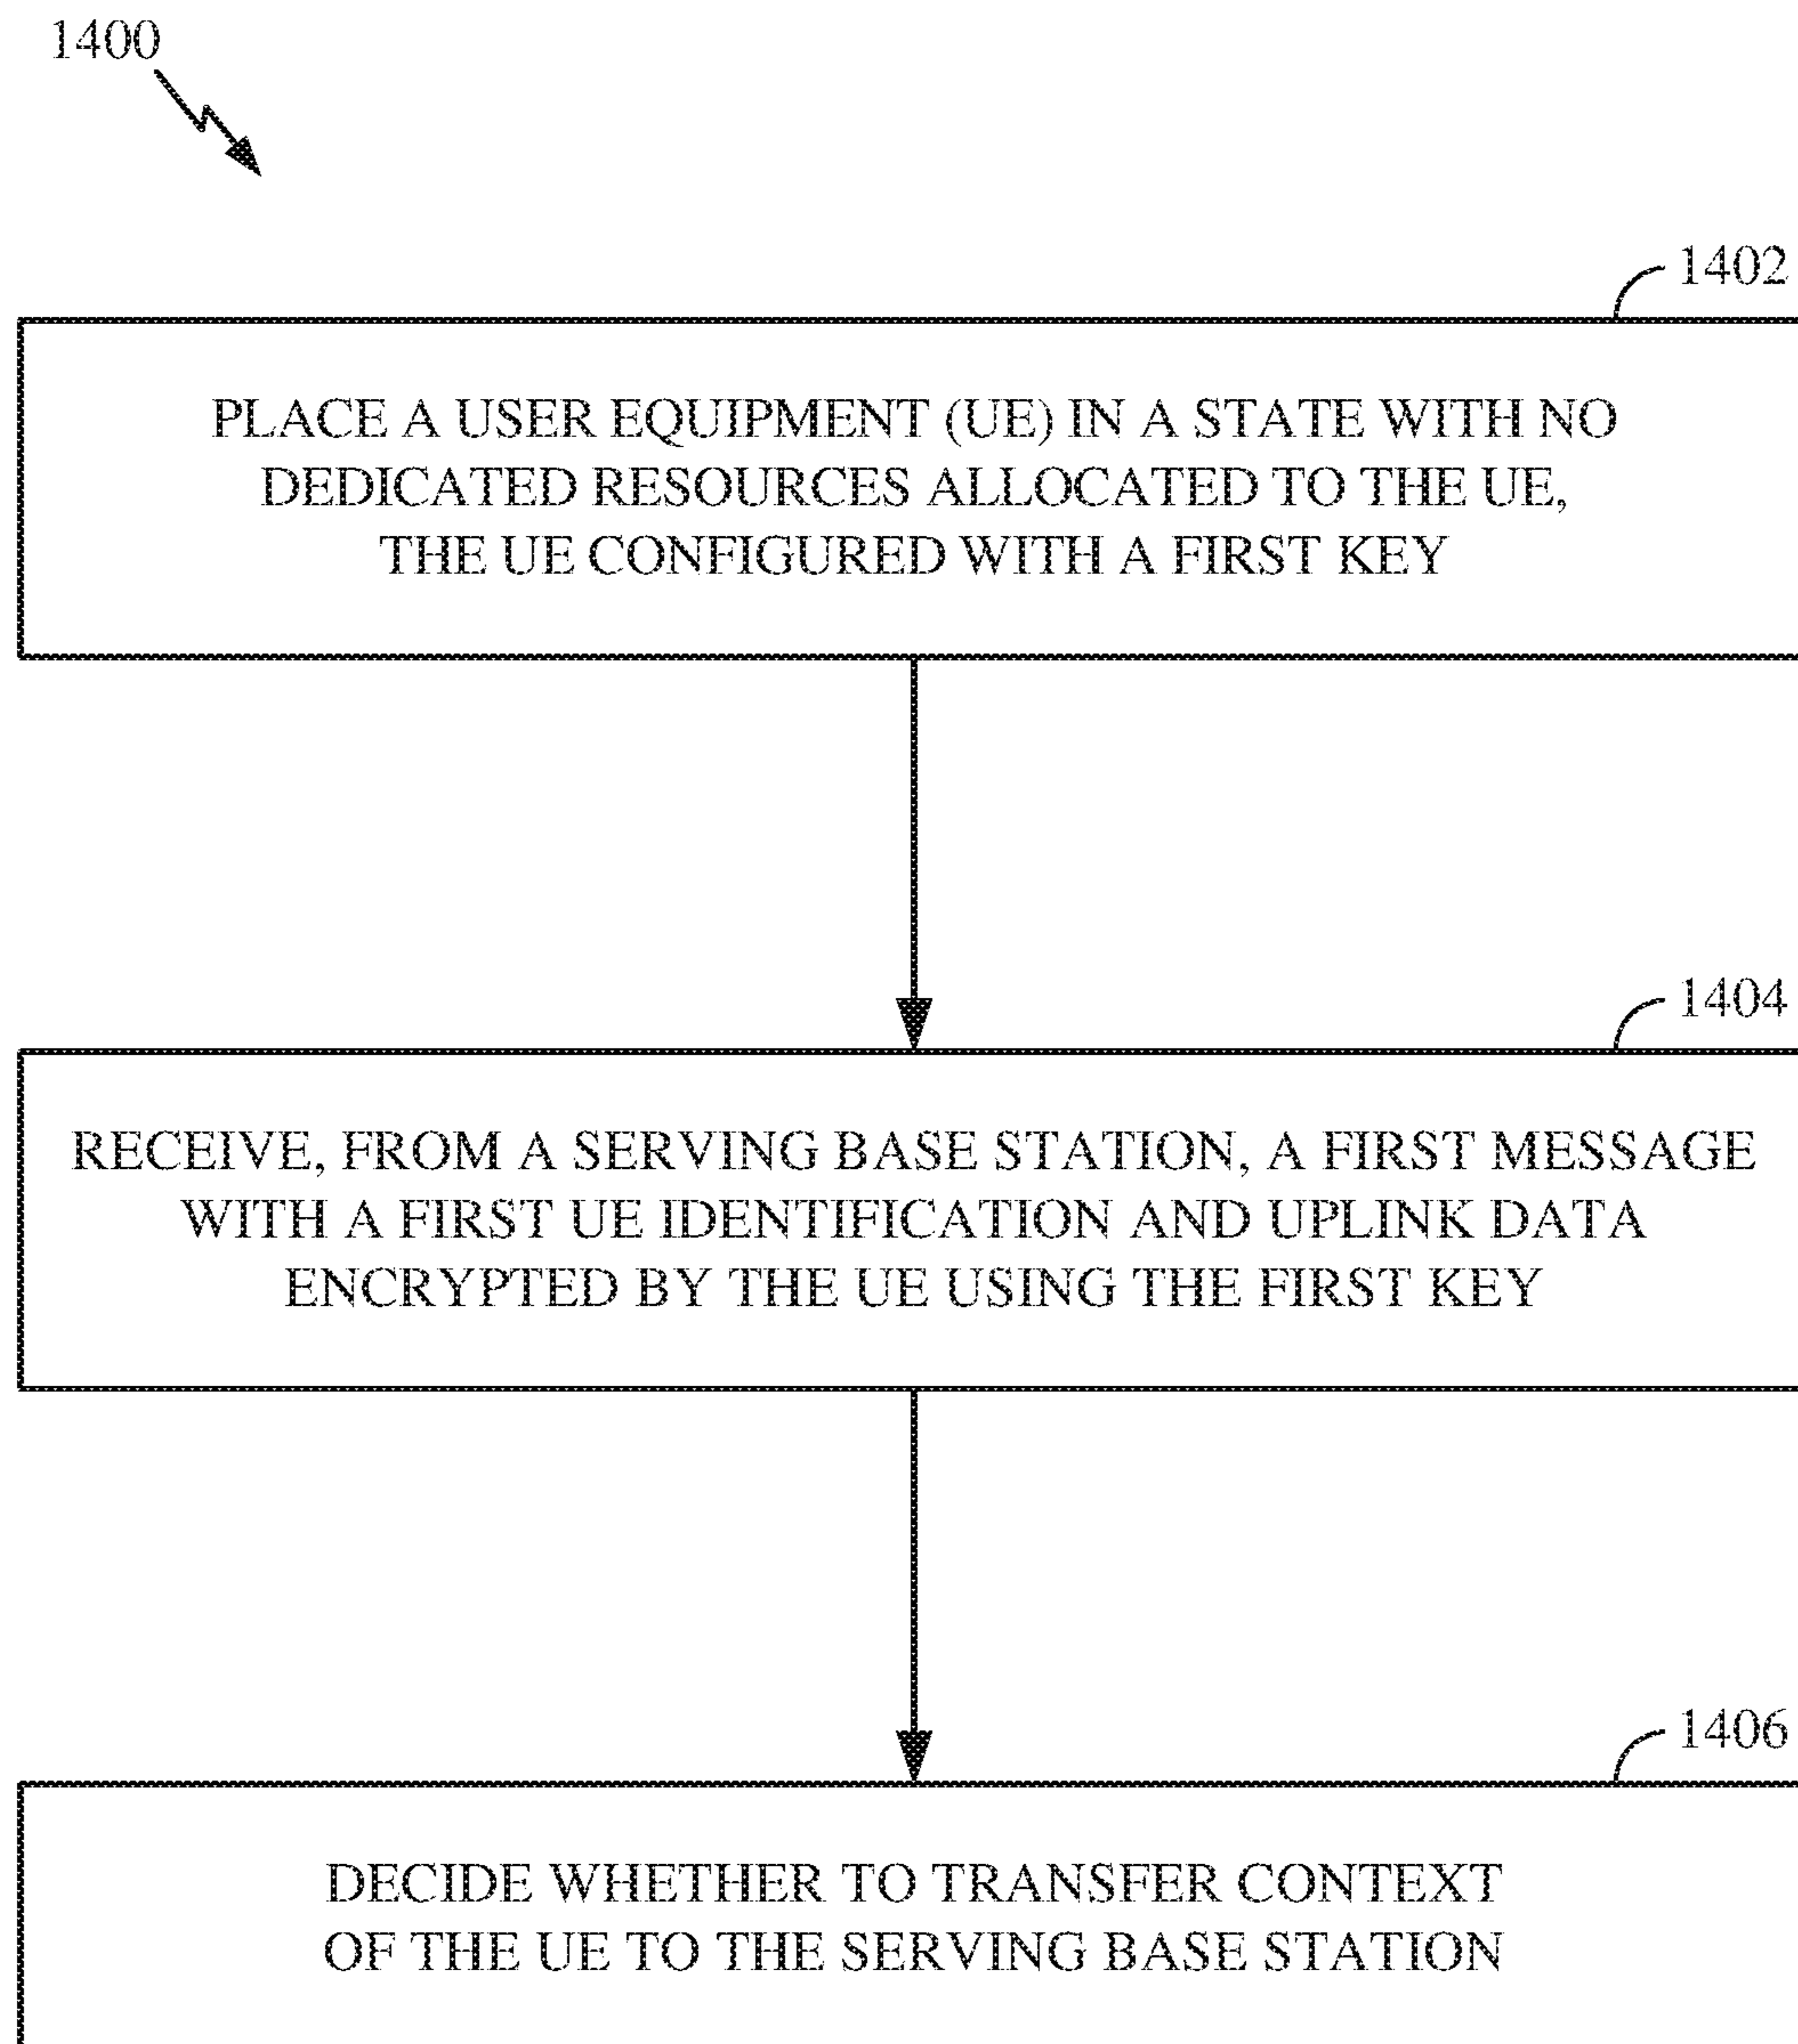 1400
1402
PLACE A USER EQUIPMENT (UE) IN A STATE WITH NO
DEDICATED RESOURCES ALLOCATED TO THE UE,
THE UE CONFIGURED WITH A FIRST KEY
1404
RECEIVE, FROM A SERVING BASE STATION, A FIRST MESSAGE
WITH A FIRST UE IDENTIFICATION AND UPLINK DATA
ENCRYPTED BY THE UE USING THE FIRST KEY
1406
DECIDE WHETHER TO TRANSFER CONTEXT
OF THE UE TO THE SERVING BASE STATION